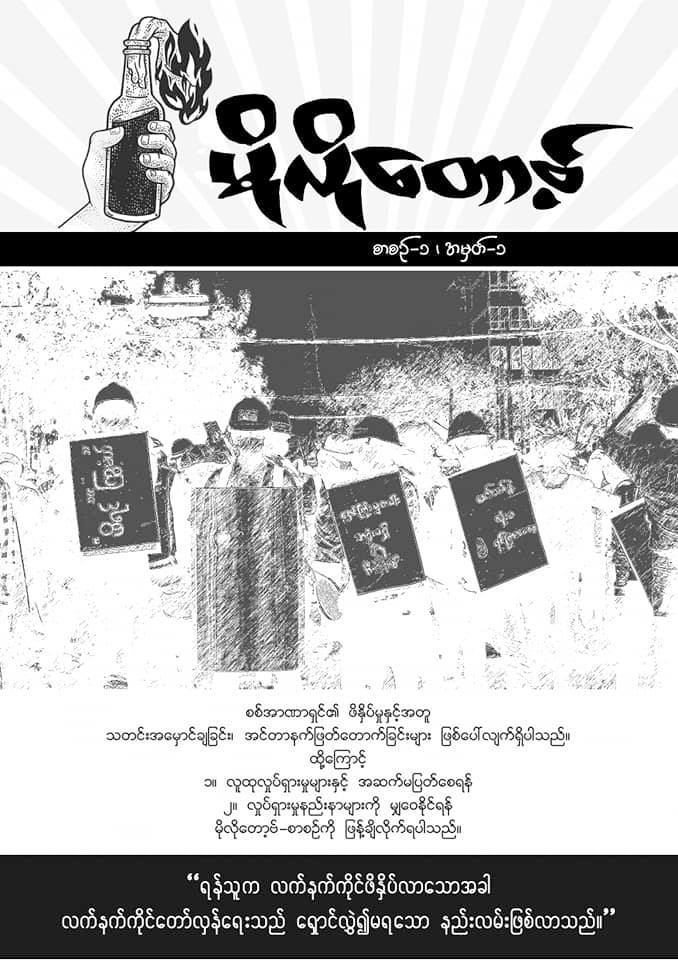 မိုလိုတော့ဗ်
စာစဉ်-၁ ၊ အမှတ်-၁
စစ်အာဏာရှင်၏ ဖိနှိပ်မှုနှင့်အတူ
သတင်းအမှောင်ချခြင်း၊ အင်တာနက်ဖြတ်တောက်ခြင်းများ ဖြစ်ပေါ်လျက်ရှိပါသည်။
ထို့ကြောင့်
၁။ လူထုလှုပ်ရှားမှုများနှင့် အဆက်မပြတ်စေရန်
၂။ လှုပ်ရှားမှုနည်းနာများကို မျှဝေနိုင်ရန်
မိုလိုတော့ဗ်-စာစဉ်ကို ဖြန့်ချိလိုက်ရပါသည်။
“ရန်သူက လက်နက်ကိုင်ဖိနှိပ်လာသောအခါ
လက်နက်ကိုင်တော်လှန်ရေးသည် ရှောင်လွှဲ၍မရသော နည်းလမ်းဖြစ်လာသည်။”